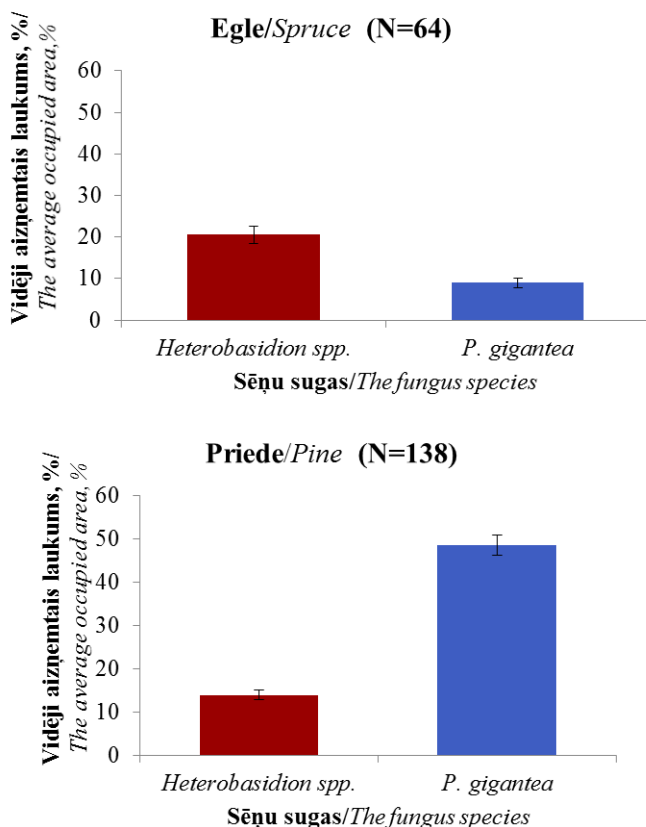 Egle/Spruce (N=64)
Vidēji aizņemtais laukums, %/
The average occupied area,%
60
50
40
30
20
10
0
Heterobasidion spp.
P. gigantea
Sēņu sugas/The fungus species
Priede/Pine (N=138)
Vidēji aizņemtais laukums, %/
The average occupied area, %
60
50
40
30
20
10
0
Heterobasidion spp.
P. gigantea
Sēņu sugas/The fungus species